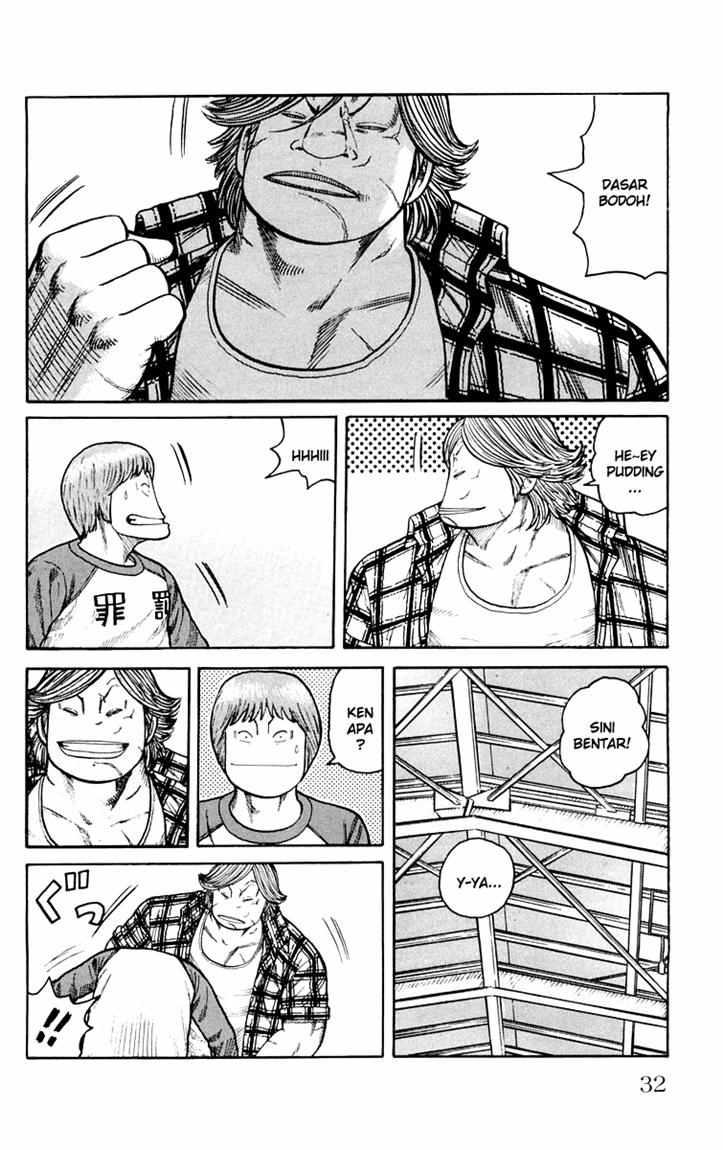 DASAR
BODOH!
HE~EY
PUDDING
...
HHHIII
罪罰
SINI
BENTAR!
Y-YA...
KEN
APA
?
ぐっ
!!
32